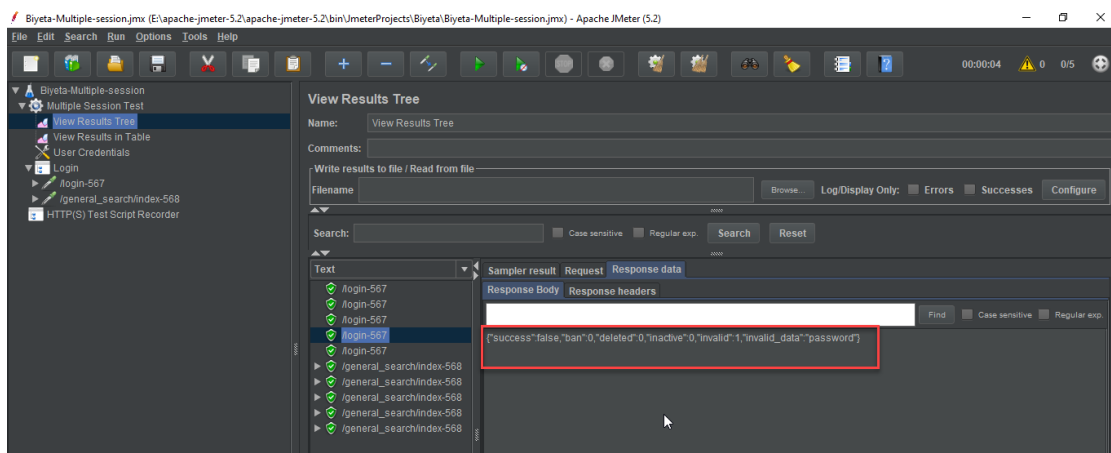 Biyeta-Multiple-session.jmx (E:\apache-jmeter-5.2\apache-jmeter-5.2\bin\JmeterProjects\Biyeta\Biyeta-Multiple-session.jmx) - Apache JMeter (5.2)
File Edit Search Run Options Tools Help
00:00:04 0 0/5
Biyeta-Multiple-session
Multiple Session Test
View Results Tree
View Results in Table
User Credentials
Login
/login-567
/general_search/index-568
HTTP(S) Test Script Recorder
View Results Tree
Name: View Results Tree
Comments:
Write results to file / Read from file
Filename Browse... Log/Display Only: Errors Successes Configure
Search: Case sensitive Regular exp. Search Reset
Text
/login-567
/login-567
/login-567
/login-567
/login-567
/general_search/index-568
/general_search/index-568
/general_search/index-568
/general_search/index-568
/general_search/index-568
Sampler result Request Response data
Response Body Response headers
Find Case sensitive Regular exp.
{"success":false,"ban":0,"deleted":0,"inactive":0,"invalid":1,"invalid_data":"password"}